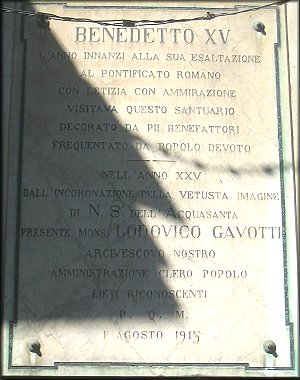 BENEDETTO XV
L'ANNO INNANZI ALLA SUA ESALTAZIONE
AL PONTIFICATO ROMANO
CON LETIZIA CON AMMIRAZIONE
VISITAVA QUESTO SANTUARIO
DECORATO DA PII BENEFATTORI
FREQUENTATO DA POPOLO DEVOTO
NELL'ANNO XXV
DALL'INCORONAZIONE DELLA VETUSTA IMAGINE
DI N S. DELL'ACQUASANTA
PRESENTE MONS. LODOVICO GAVOTTI
ARCIVESCOVO NOSTRO
AMMINISTRAZIONE CLERO POPOLO
LIETI RICONOSCENTI
P. Q. M.
AGOSTO 1915